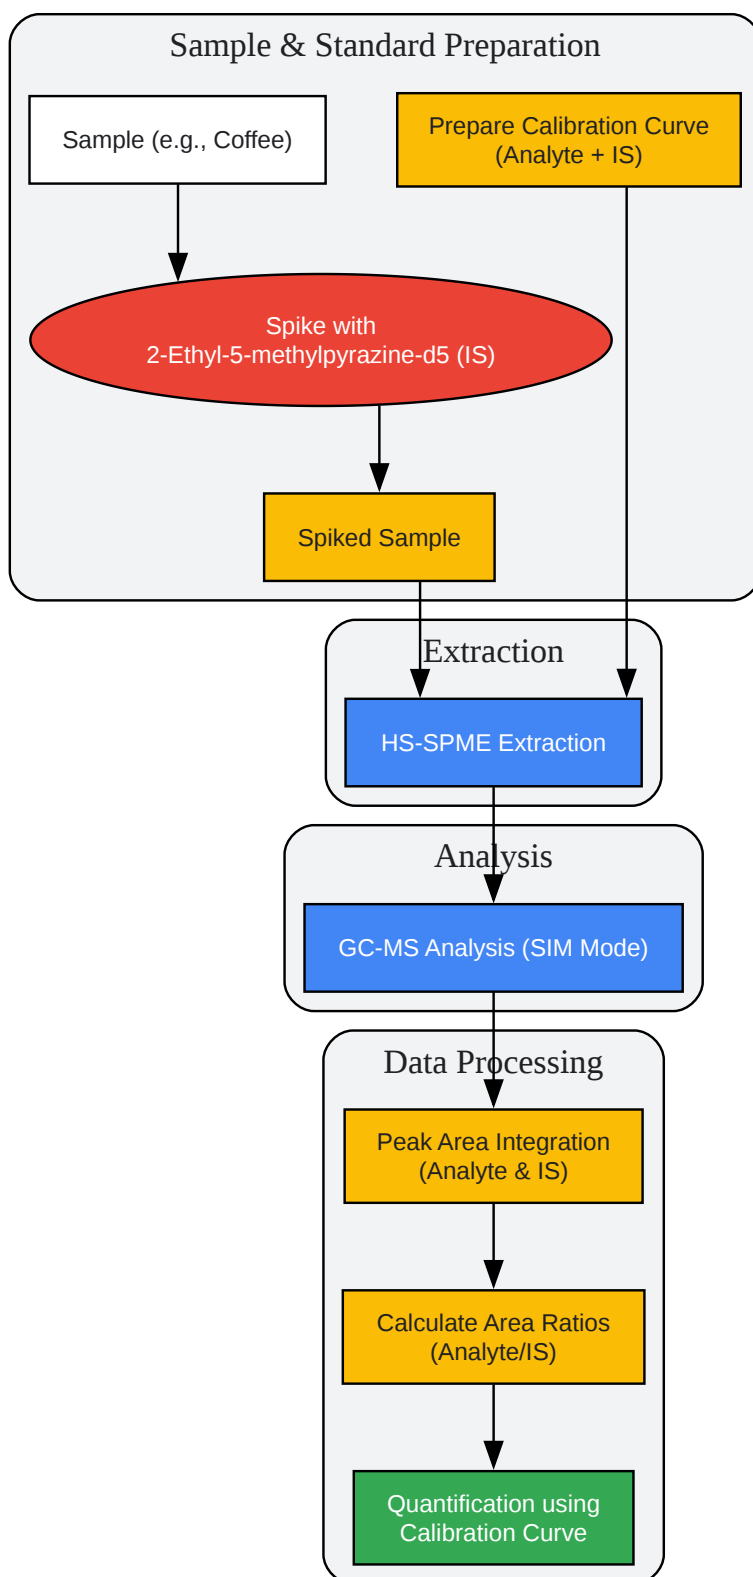 Sample & Standard Preparation
Sample (e.g., Coffee)
Prepare Calibration Curve
(Analyte + IS)
Spike with
2-Ethyl-5-methylpyrazine-d5 (IS)
Spiked Sample
Extraction
HS-SPME Extraction
Analysis
GC-MS Analysis (SIM Mode)
Data Processing
Peak Area Integration
(Analyte & IS)
Calculate Area Ratios
(Analyte/IS)
Quantification using
Calibration Curve